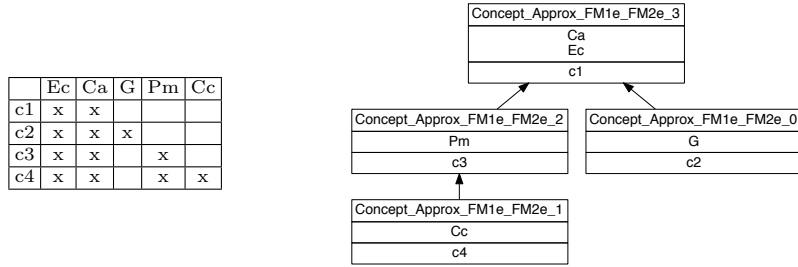 Ec Ca G Pm Cc
c1 x x
c2 x x x
c3 x x x
c4 x x x x
Concept_Approx_FM1e_FM2e_3
Ca
Ec
c1
Concept_Approx_FM1e_FM2e_2
Pm
c3
Concept_Approx_FM1e_FM2e_0
G
c2
Concept_Approx_FM1e_FM2e_1
Cc
c4